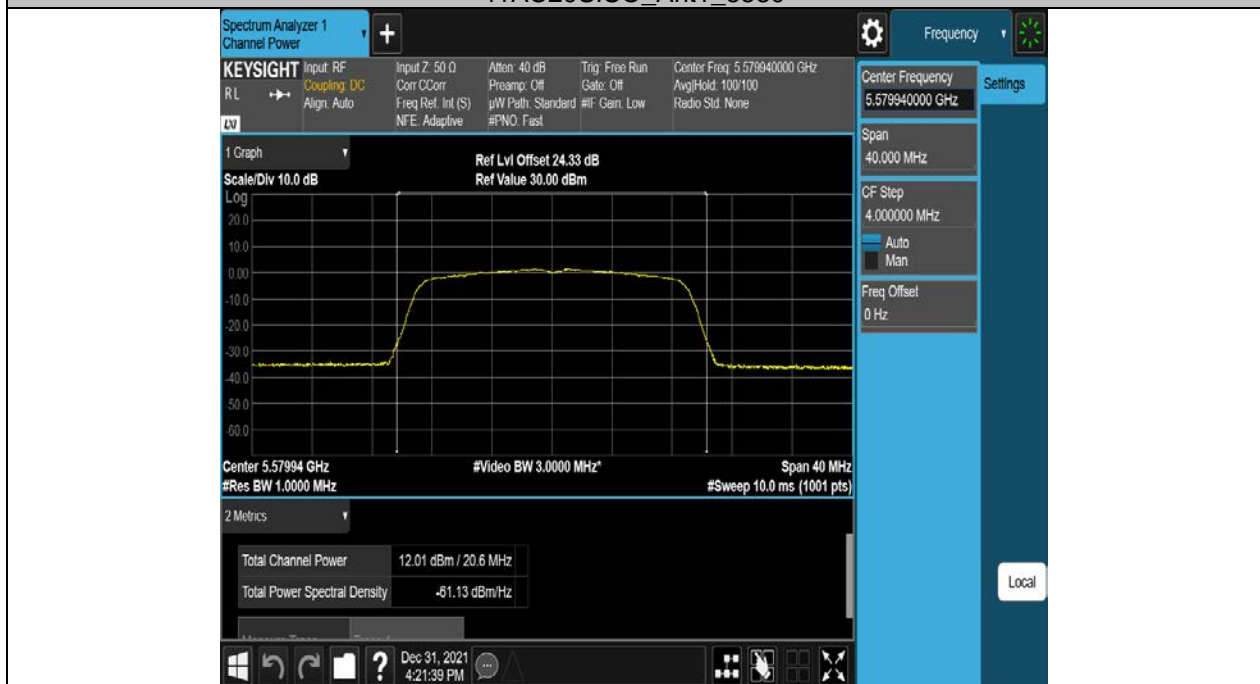 Spectrum Analyzer 1
Channel Power
+
Frequency
KEYSIGHT
RL
LXI
Input: RF
Coupling: DC
Align: Auto
Input Z: 50 Ω
Corr CCorr
Freq Ref: Int (S)
NFE: Adaptive
Atten: 40 dB
Preamp: Off
µW Path: Standard
#PNO: Fast
Trig: Free Run
Gate: Off
#IF Gain: Low
Center Freq: 5.579940000 GHz
Avg|Hold: 100/100
Radio Std: None
Center Frequency
5.579940000 GHz
Settings
Span
40.000 MHz
CF Step
4.000000 MHz
Auto
Man
Freq Offset
0 Hz
Local
1 Graph
Scale/Div 10.0 dB
Ref Lvl Offset 24.33 dB
Ref Value 30.00 dBm
Log
20.0
10.0
0.00
-10.0
-20.0
-30.0
-40.0
-50.0
-60.0
Center 5.57994 GHz
#Video BW 3.0000 MHz*
Span 40 MHz
#Res BW 1.0000 MHz
#Sweep 10.0 ms (1001 pts)
2 Metrics
Total Channel Power 12.01 dBm / 20.6 MHz
Total Power Spectral Density -61.13 dBm/Hz
?
Dec 31, 2021
4:21:39 PM